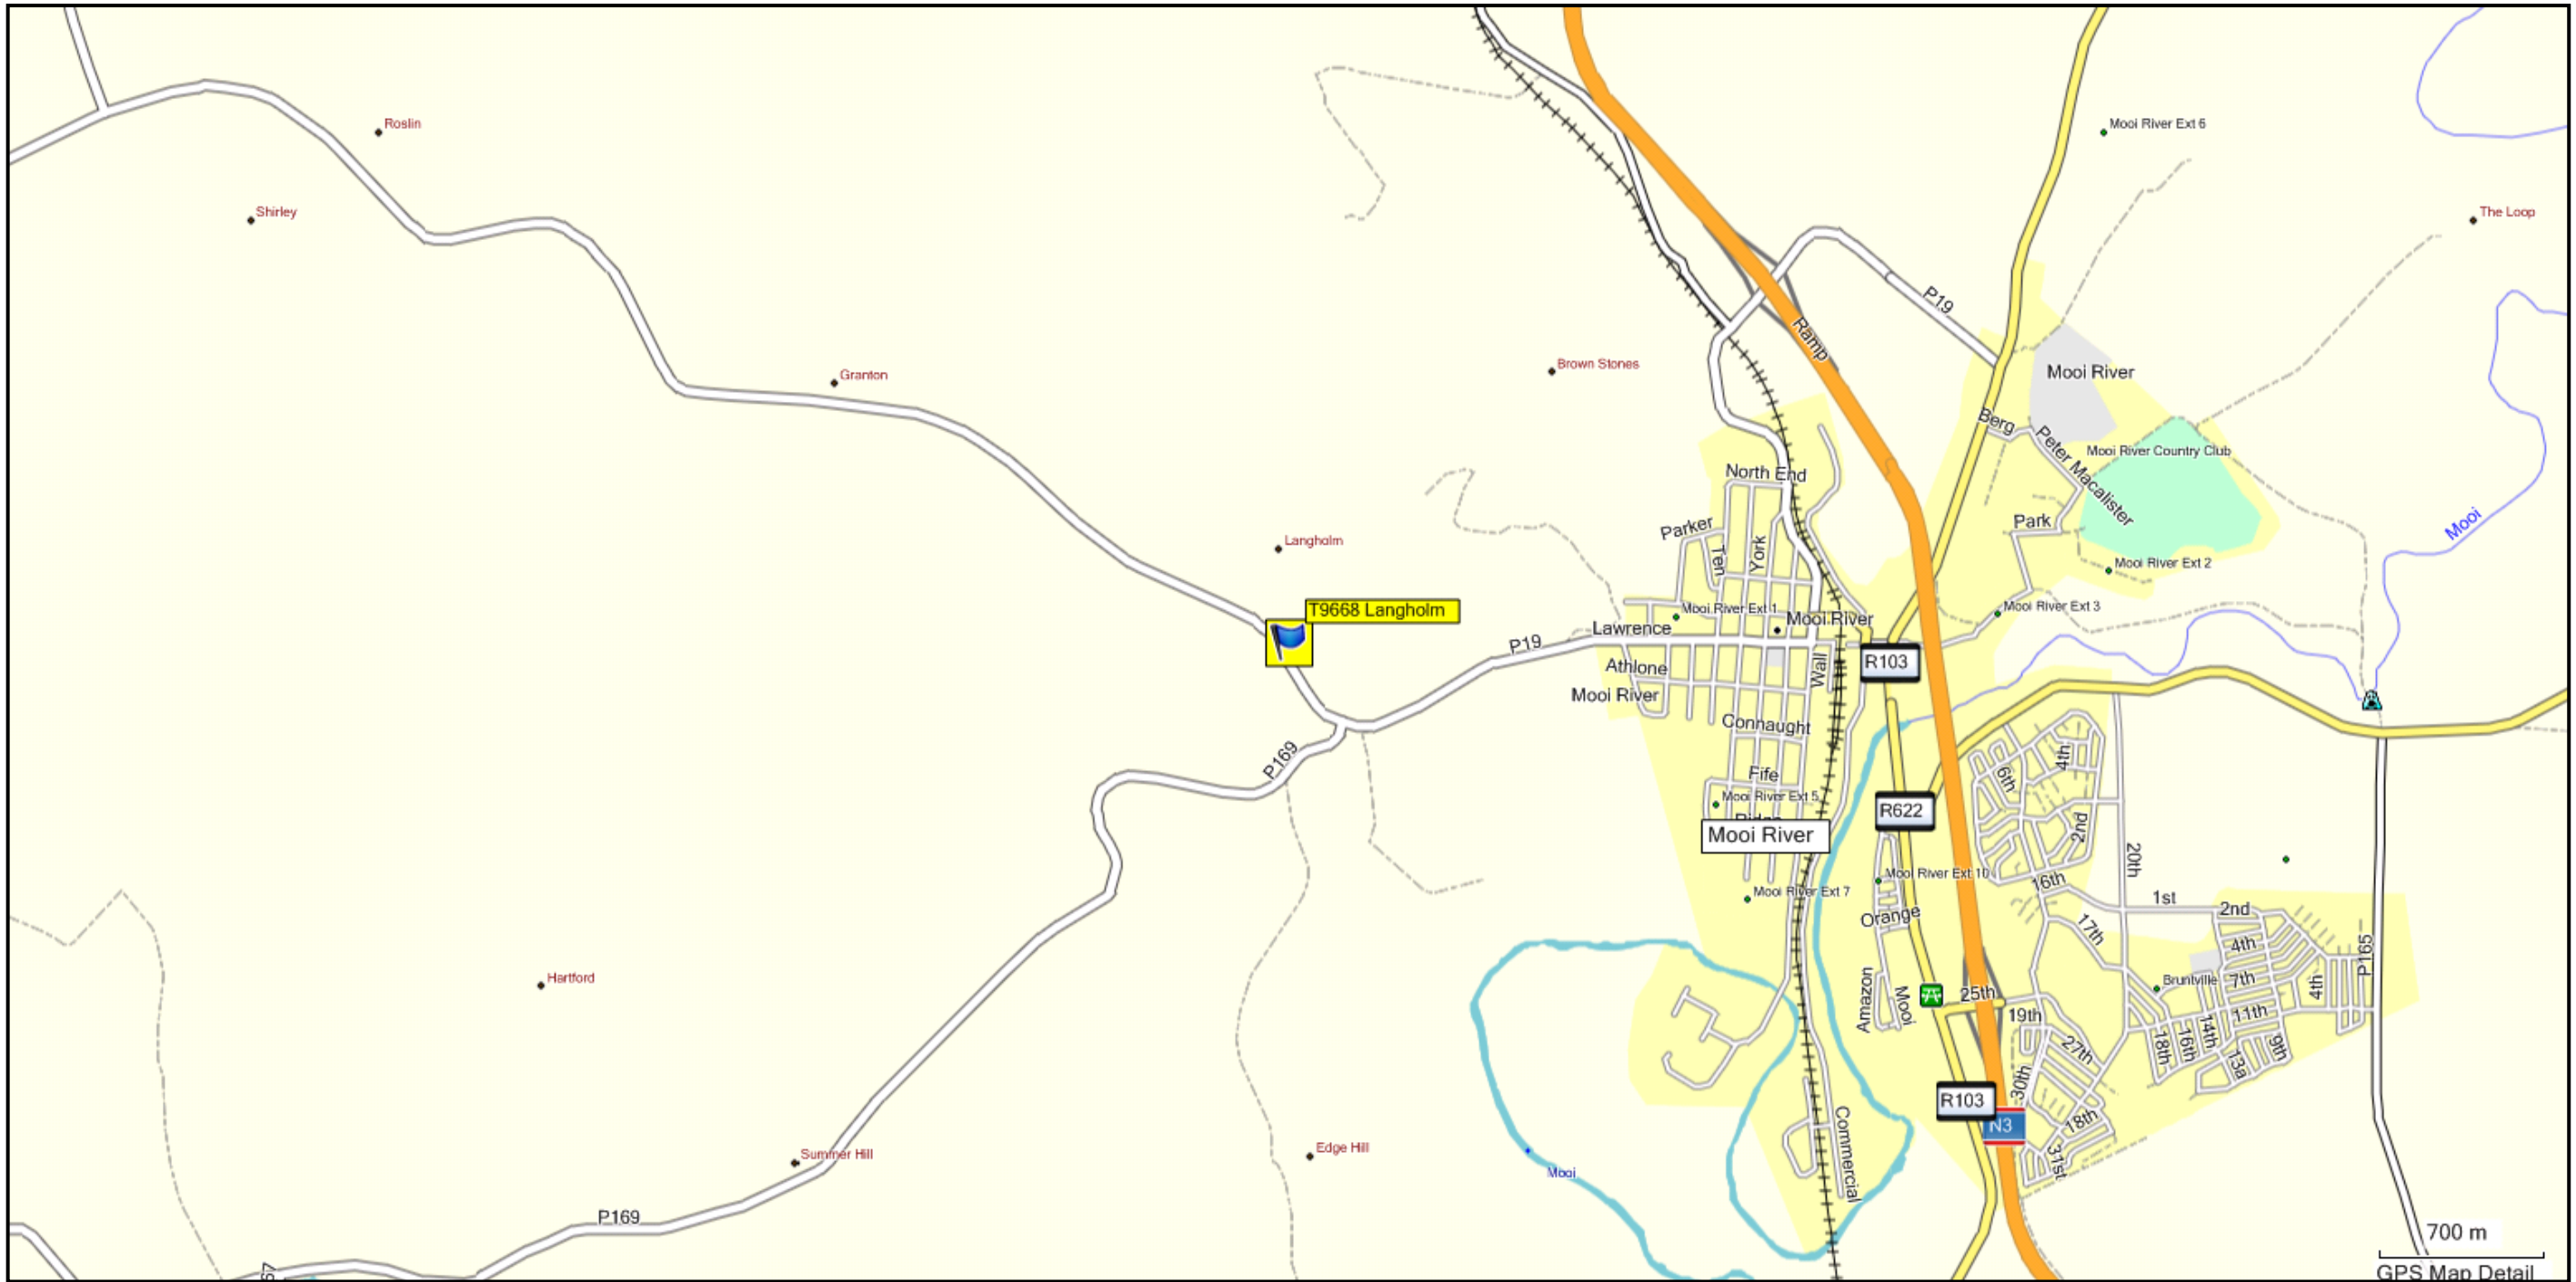 Roslin
Mooi River Ext 6
Shirley
The Loop
P19
Ramp
Brown Stones
Granton
Mooi River
Berg
Peter Macalister
Mooi River Country Club
North End
Parker
Ten
York
Park
Mooi
Langholm
Mooi River Ext 2
T9668 Langholm
Mooi River Ext 1
Mooi River
Mooi River Ext 3
Lawrence
P19
Athlone
Wall
R103
Mooi River
Connaught
P169
Fife
4th
6th
Mooi River Ext 5
R622
2nd
Mooi River
20th
Mooi River Ext 10
16th
Mooi River Ext 7
1st
2nd
Orange
17th
4th
P165
Hartford
Bruntville
7th
4th
25th
Amazon
Mooi
19th
11th
14th
16th
18th
9th
27th
13a
30th
R103
N3
18th
Commercial
Edge Hill
Summer Hill
Mooi
31st
P169
700 m
GPS Map Detail